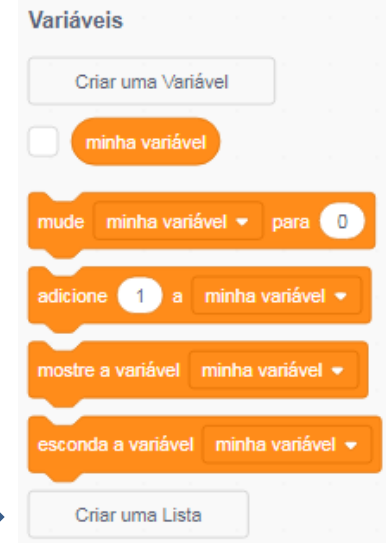 Variáveis
Criar uma Variável
minha variável
mude minha variável para 0
adicione 1 a minha variável
mostre a variável minha variável
esconda a variável minha variável
Criar uma Lista